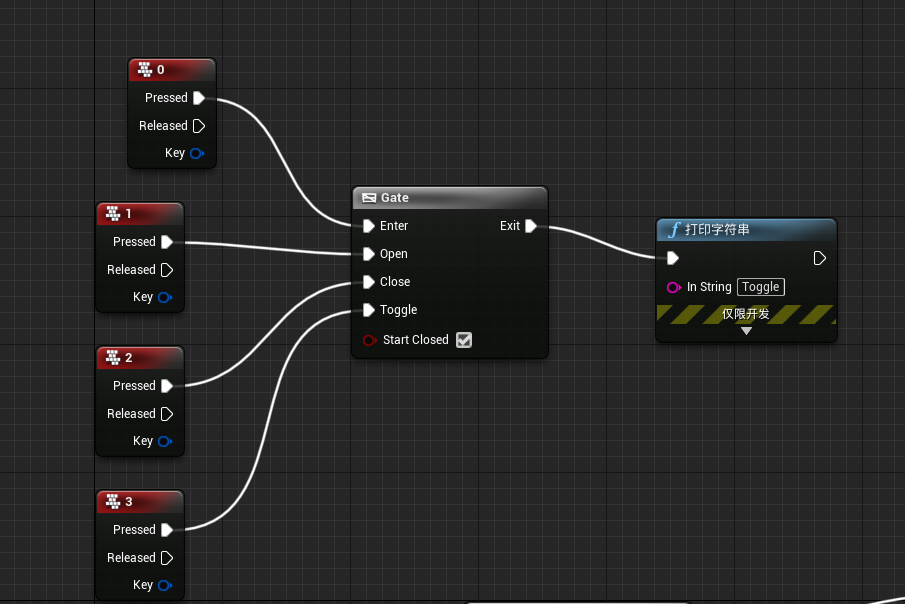 0
Pressed
Released
Key
1
Pressed
Released
Key
2
Pressed
Released
Key
3
Pressed
Released
Key
Gate
Enter Exit
Open
Close
Toggle
Start Closed
f 打印字符串
In String Toggle
仅限开发